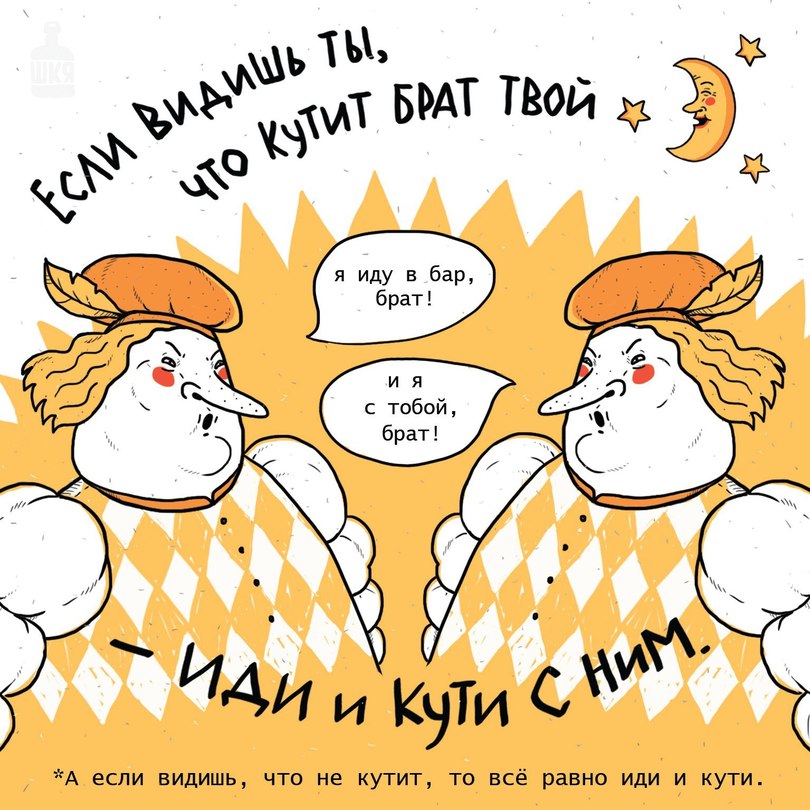 ШКЯ
Если видишь ты,
что кутит брат твой
я иду в бар,
брат!
и я
с тобой,
брат!
– иди и кути с ним.
*А если видишь, что не кутит, то всё равно иди и кути.